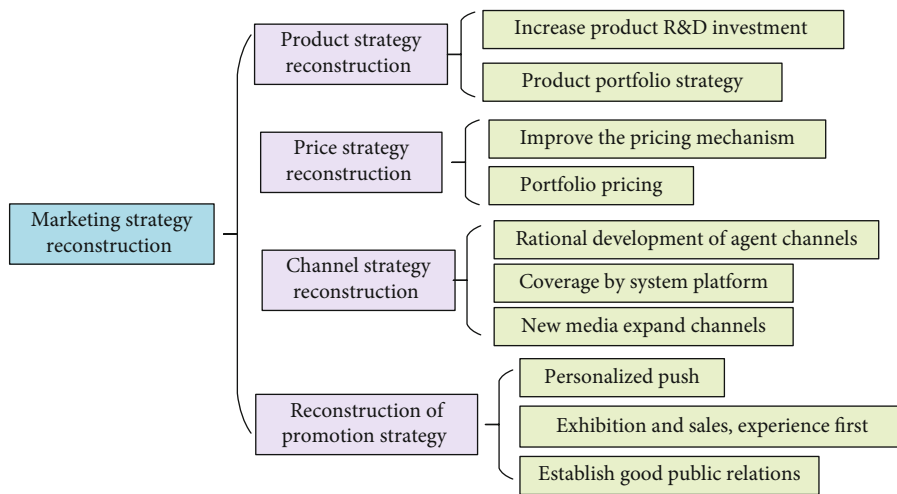 Marketing strategy
reconstruction
Product strategy
reconstruction
Increase product R&D investment
Product portfolio strategy
Price strategy
reconstruction
Improve the pricing mechanism
Portfolio pricing
Channel strategy
reconstruction
Rational development of agent channels
Coverage by system platform
New media expand channels
Reconstruction of
promotion strategy
Personalized push
Exhibition and sales, experience first
Establish good public relations